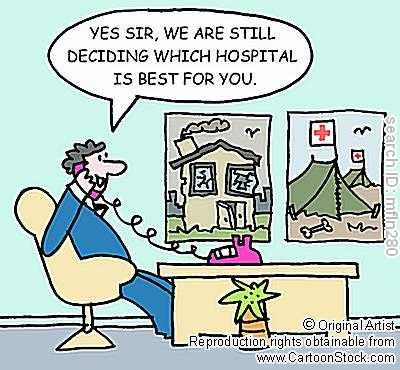 YES SIR, WE ARE STILL
DECIDING WHICH HOSPITAL
IS BEST FOR YOU.
search ID: mfln280
© Original Artist
Reproduction rights obtainable from
www.CartoonStock.com